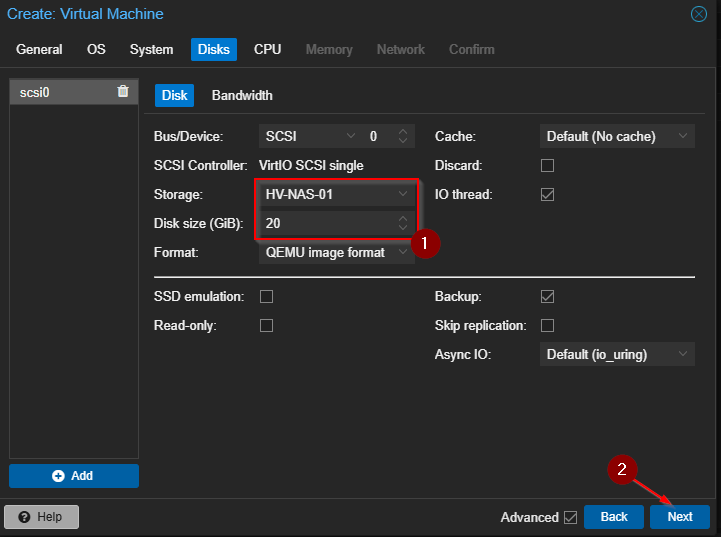 Create: Virtual Machine
General OS System Disks CPU Memory Network Confirm
scsi0
Disk Bandwidth
Bus/Device: SCSI 0 Cache: Default (No cache)
SCSI Controller: VirtIO SCSI single Discard:
Storage: HV-NAS-01 IO thread:
Disk size (GiB): 20
1
Format: QEMU image format
SSD emulation: Backup:
Read-only: Skip replication:
Async IO: Default (io_uring)
Add
2
Help Advanced Back Next